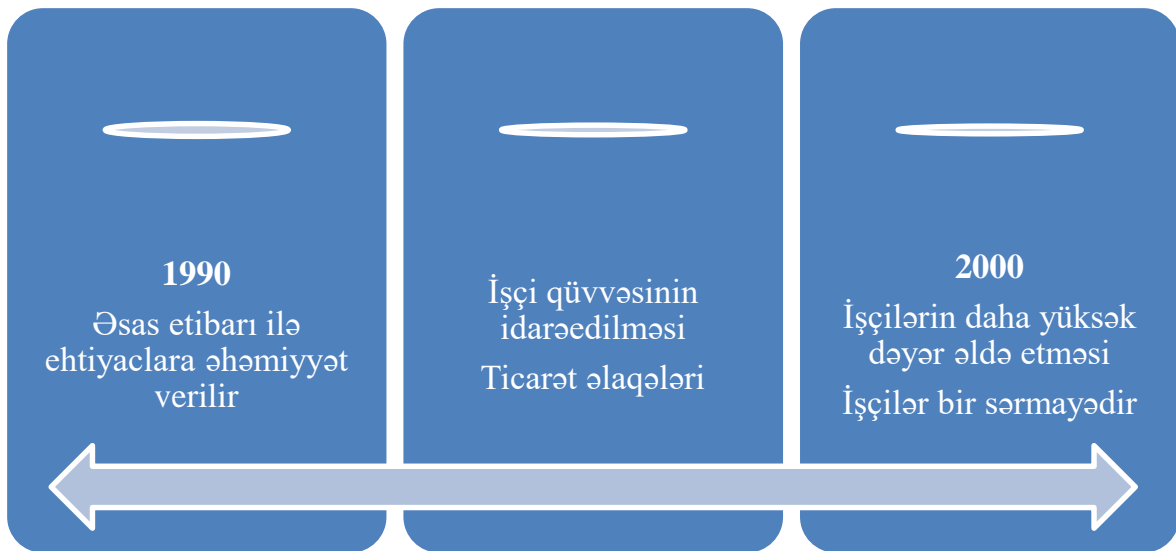 1990
Əsas etibarı ilə
ehtiyaclara əhəmiyyət
verilir
İşçi qüvvəsinin
idarəedilməsi
Ticarət əlaqələri
2000
İşçilərin daha yüksək
dəyər əldə etməsi
İşçilər bir sərmayədir